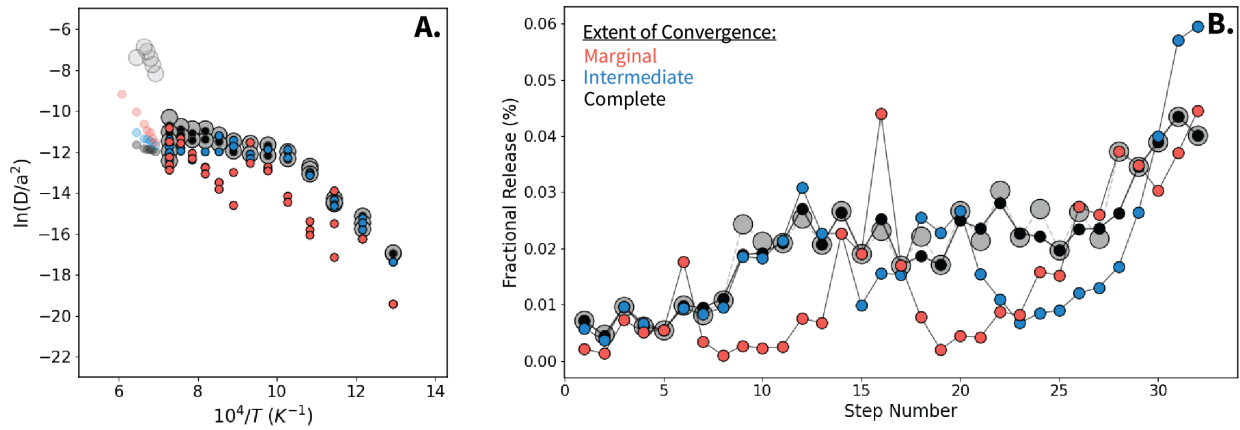 A.
ln(D/a²)
−6
−8
−10
−12
−14
−16
−18
−20
−22
6
8
10
12
14
10⁴/T (K⁻¹)
B.
Extent of Convergence:
Marginal
Intermediate
Complete
Fractional Release (%)
0.06
0.05
0.04
0.03
0.02
0.01
0.00
0
5
10
15
20
25
30
Step Number